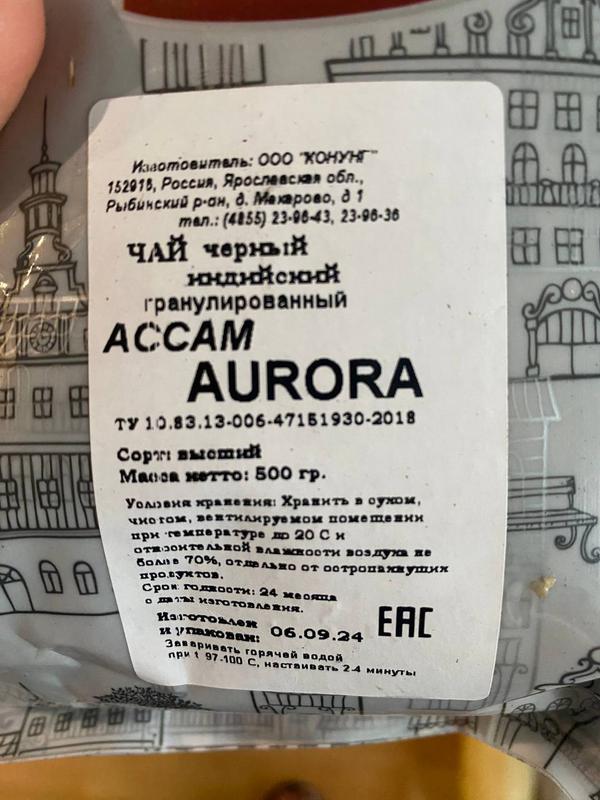 Изготовитель: ООО "КОНУНГ"
152915, Россия, Ярославская обл.,
Рыбинский р-он, д. Макарово, д 1
тел.: (4855) 23-96-43, 23-96-36
ЧАЙ черный
индийский
гранулированный
АССАМ
AURORA
ТУ 10.83.13-006-47151930-2018
Сорт: высший
Масса нетто: 500 гр.
Условия хранения: Хранить в сухом,
чистом, вентилируемом помещении
при температуре до 20 С и
относительной влажности воздуха не
более 70%, отдельно от остропахнущих
продуктов.
Срок годности: 24 месяца
с даты изготовления.
Изготовлен
и упакован: 06.09.24 EAC
Заваривать горячей водой
при t 97-100 С, настаивать 2-4 минуты